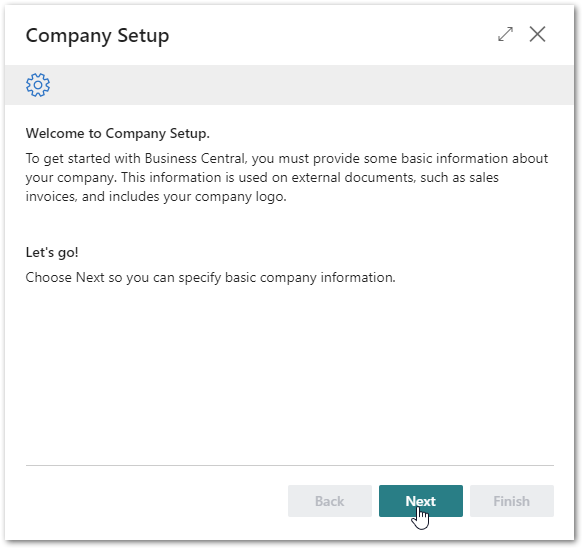 Company Setup
Welcome to Company Setup.
To get started with Business Central, you must provide some basic information about
your company. This information is used on external documents, such as sales
invoices, and includes your company logo.
Let's go!
Choose Next so you can specify basic company information.
Back
Next
Finish